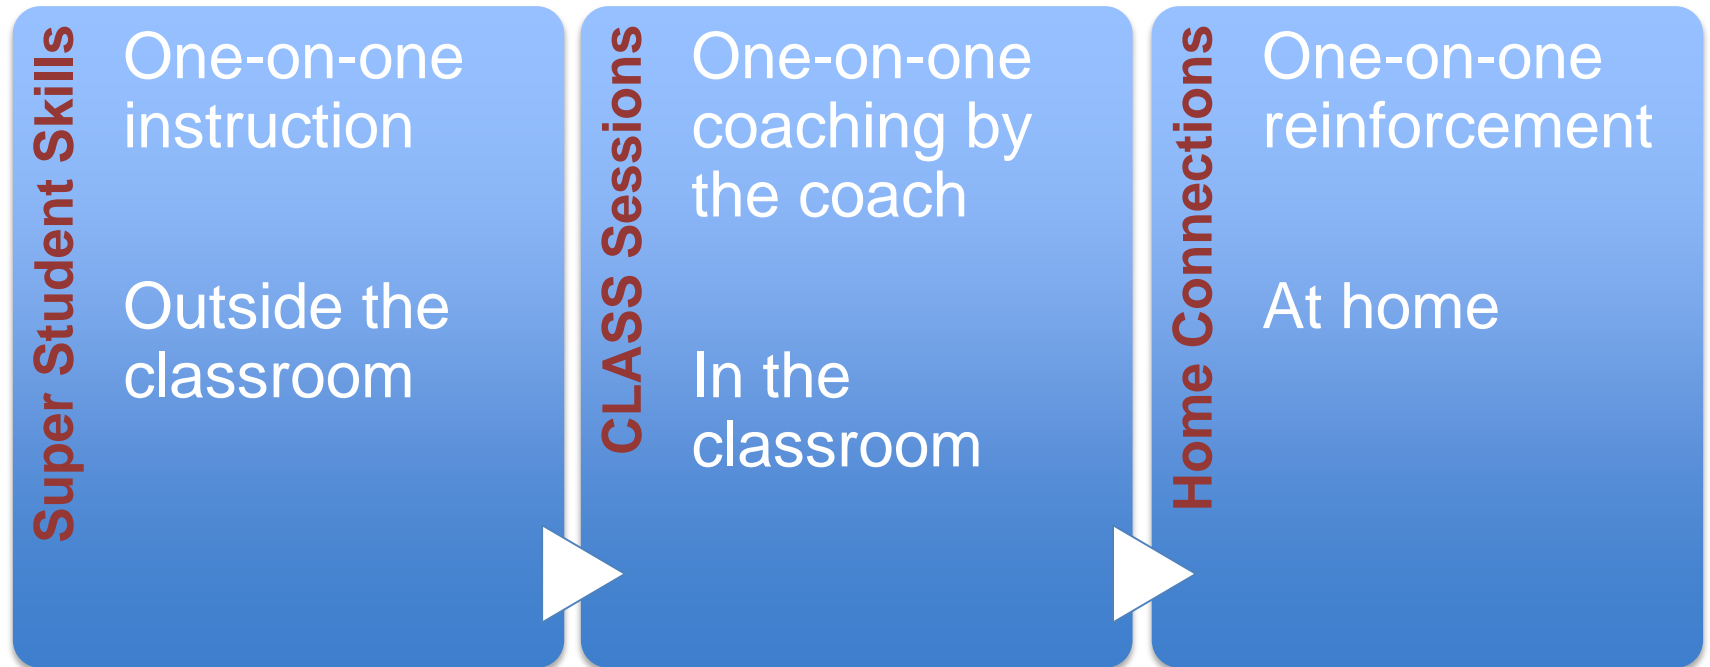 Super Student Skills
One-on-one
instruction
Outside the
classroom
CLASS Sessions
One-on-one
coaching by
the coach
In the
classroom
Home Connections
One-on-one
reinforcement
At home